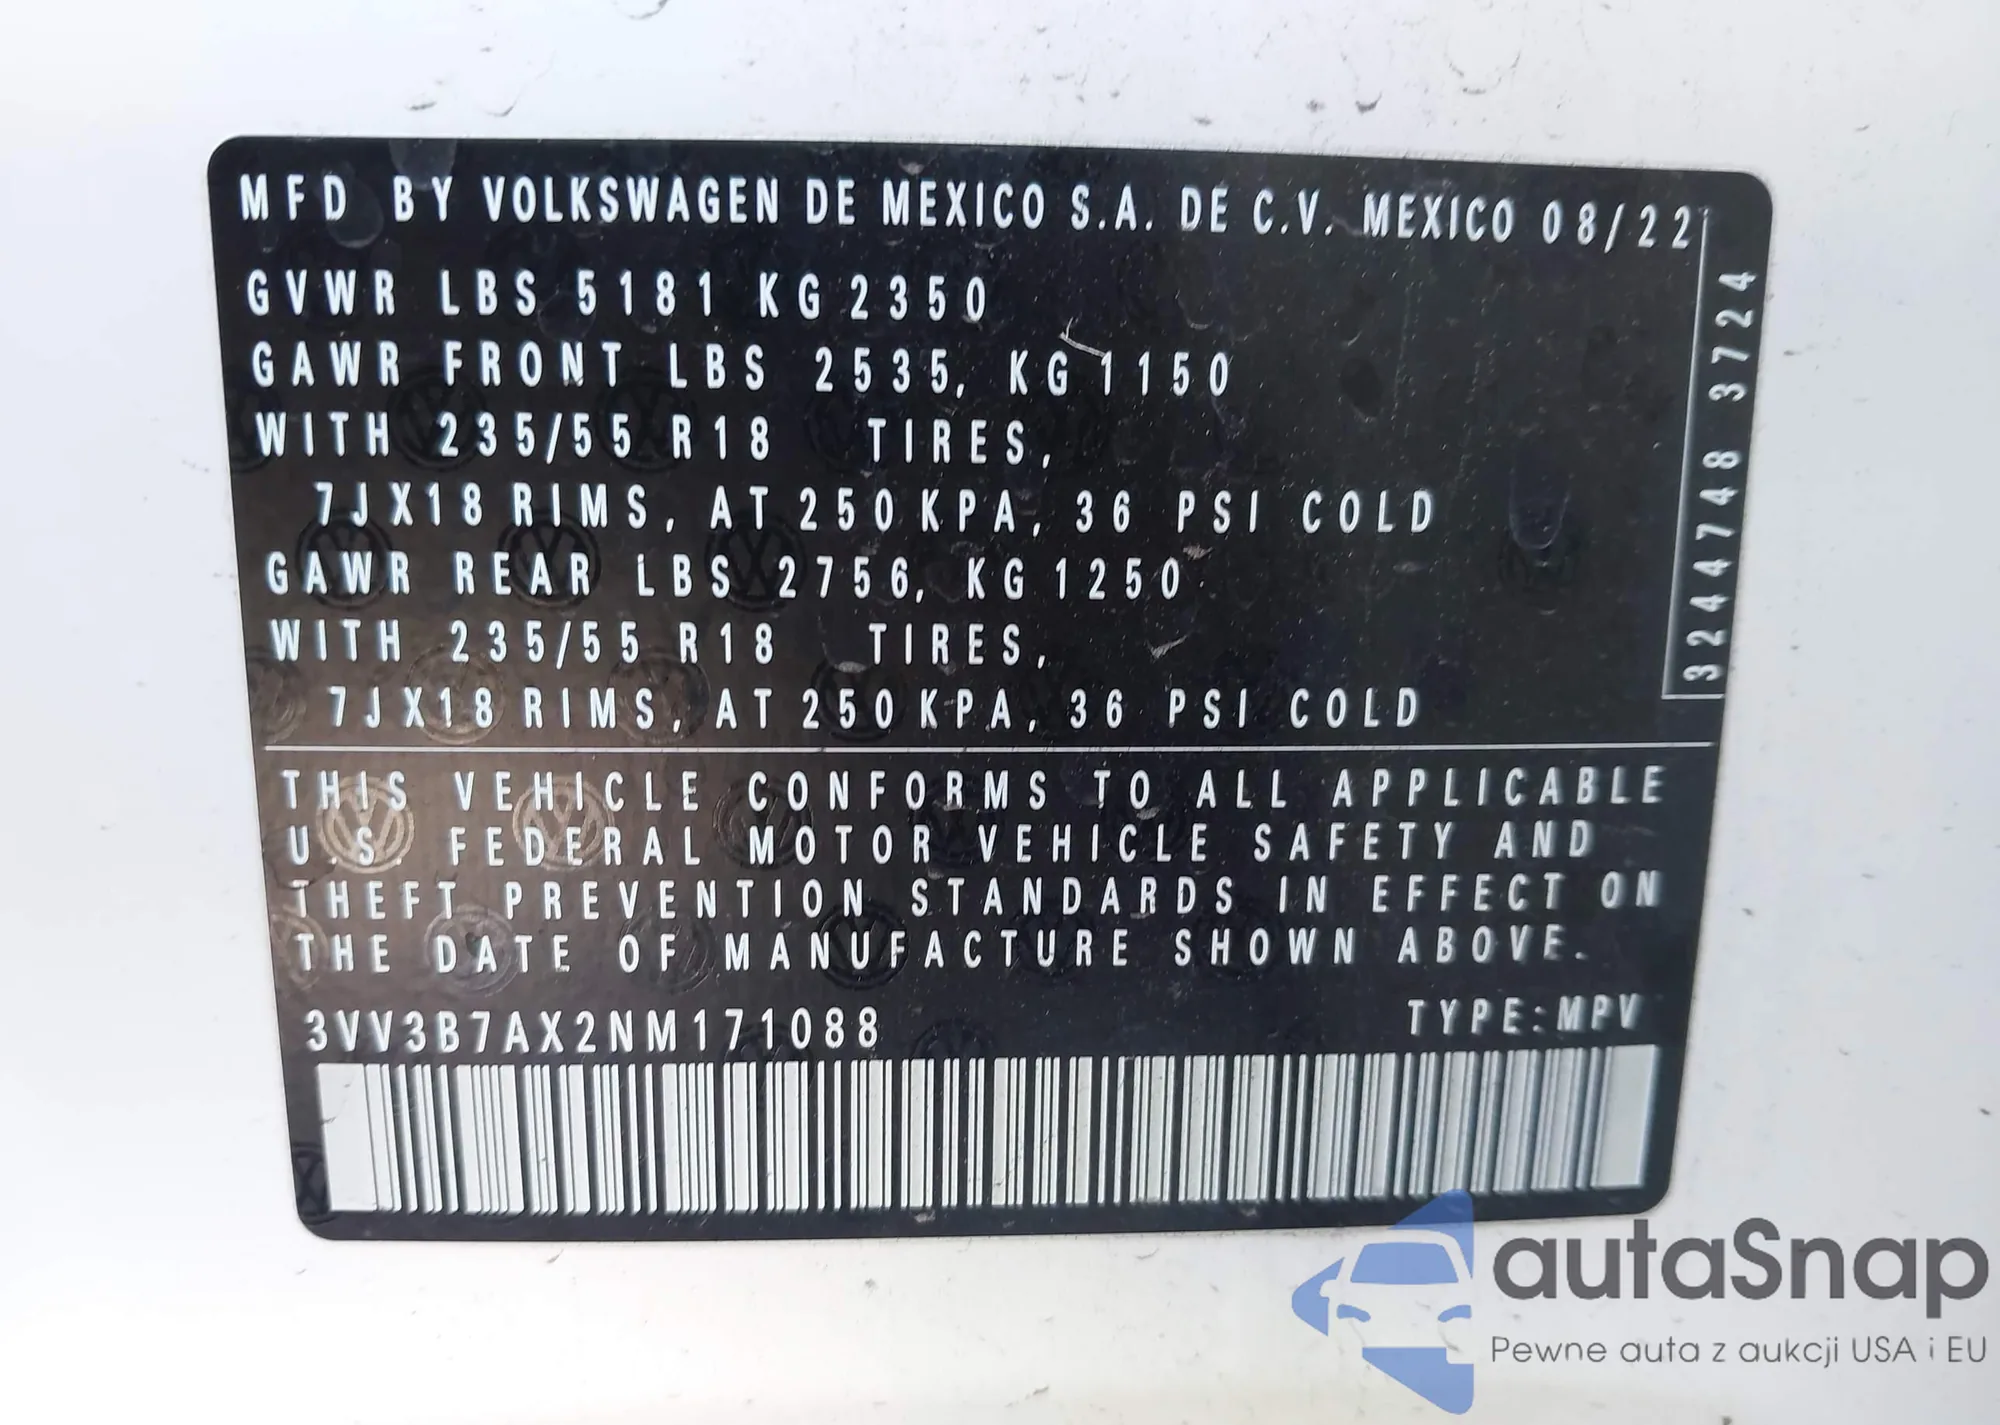 MFD BY VOLKSWAGEN DE MEXICO S.A. DE C.V. MEXICO 08/22
GVWR LBS 5181 KG 2350
GAWR FRONT LBS 2535, KG 1150
WITH 235/55 R18 TIRES,
7JX18 RIMS, AT 250 KPA, 36 PSI COLD
GAWR REAR LBS 2756, KG 1250
WITH 235/55 R18 TIRES,
7JX18 RIMS, AT 250 KPA, 36 PSI COLD
3244748 3724
THIS VEHICLE CONFORMS TO ALL APPLICABLE
U.S. FEDERAL MOTOR VEHICLE SAFETY AND
THEFT PREVENTION STANDARDS IN EFFECT ON
THE DATE OF MANUFACTURE SHOWN ABOVE.
3VV3B7AX2NM171088 TYPE:MPV
autaSnap
Pewne auta z aukcji USA i EU